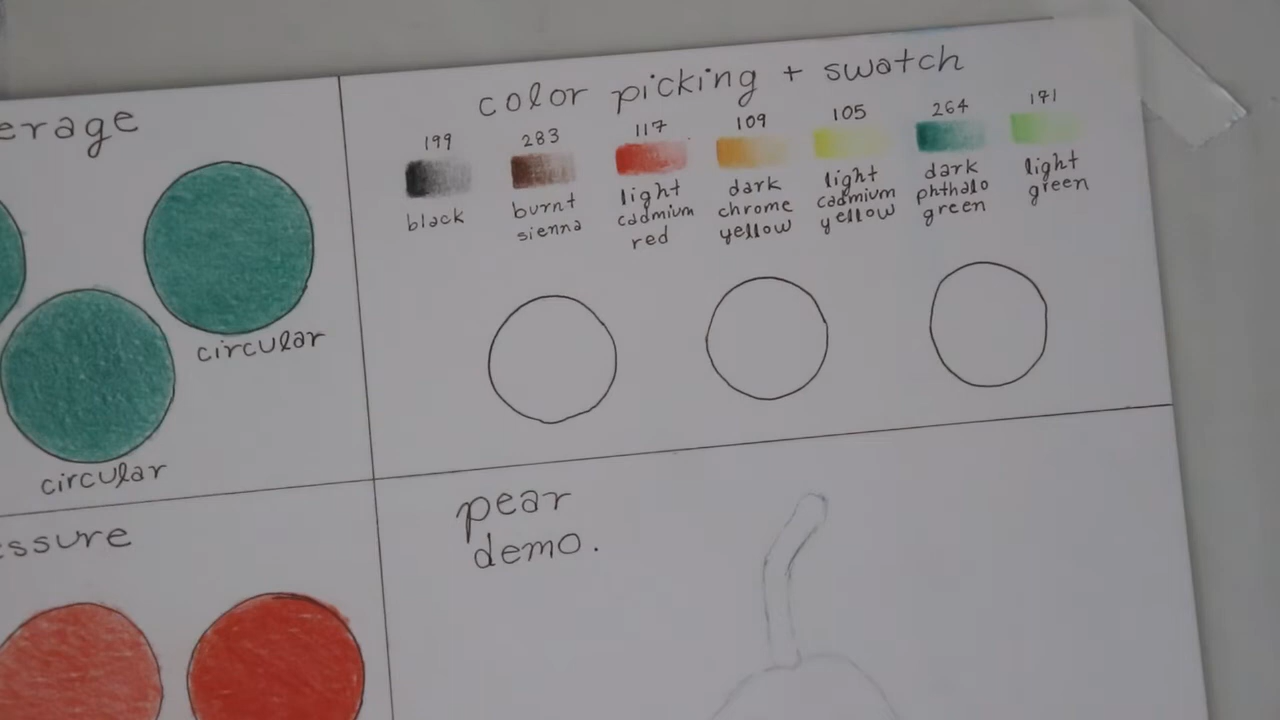 erage
circular
circular
color picking + swatch
199
black
283
burnt
sienna
117
light
cadmium
red
109
dark
chrome
yellow
105
light
cadmium
yellow
264
dark
phthalo
green
171
light
green
essure
pear
demo.